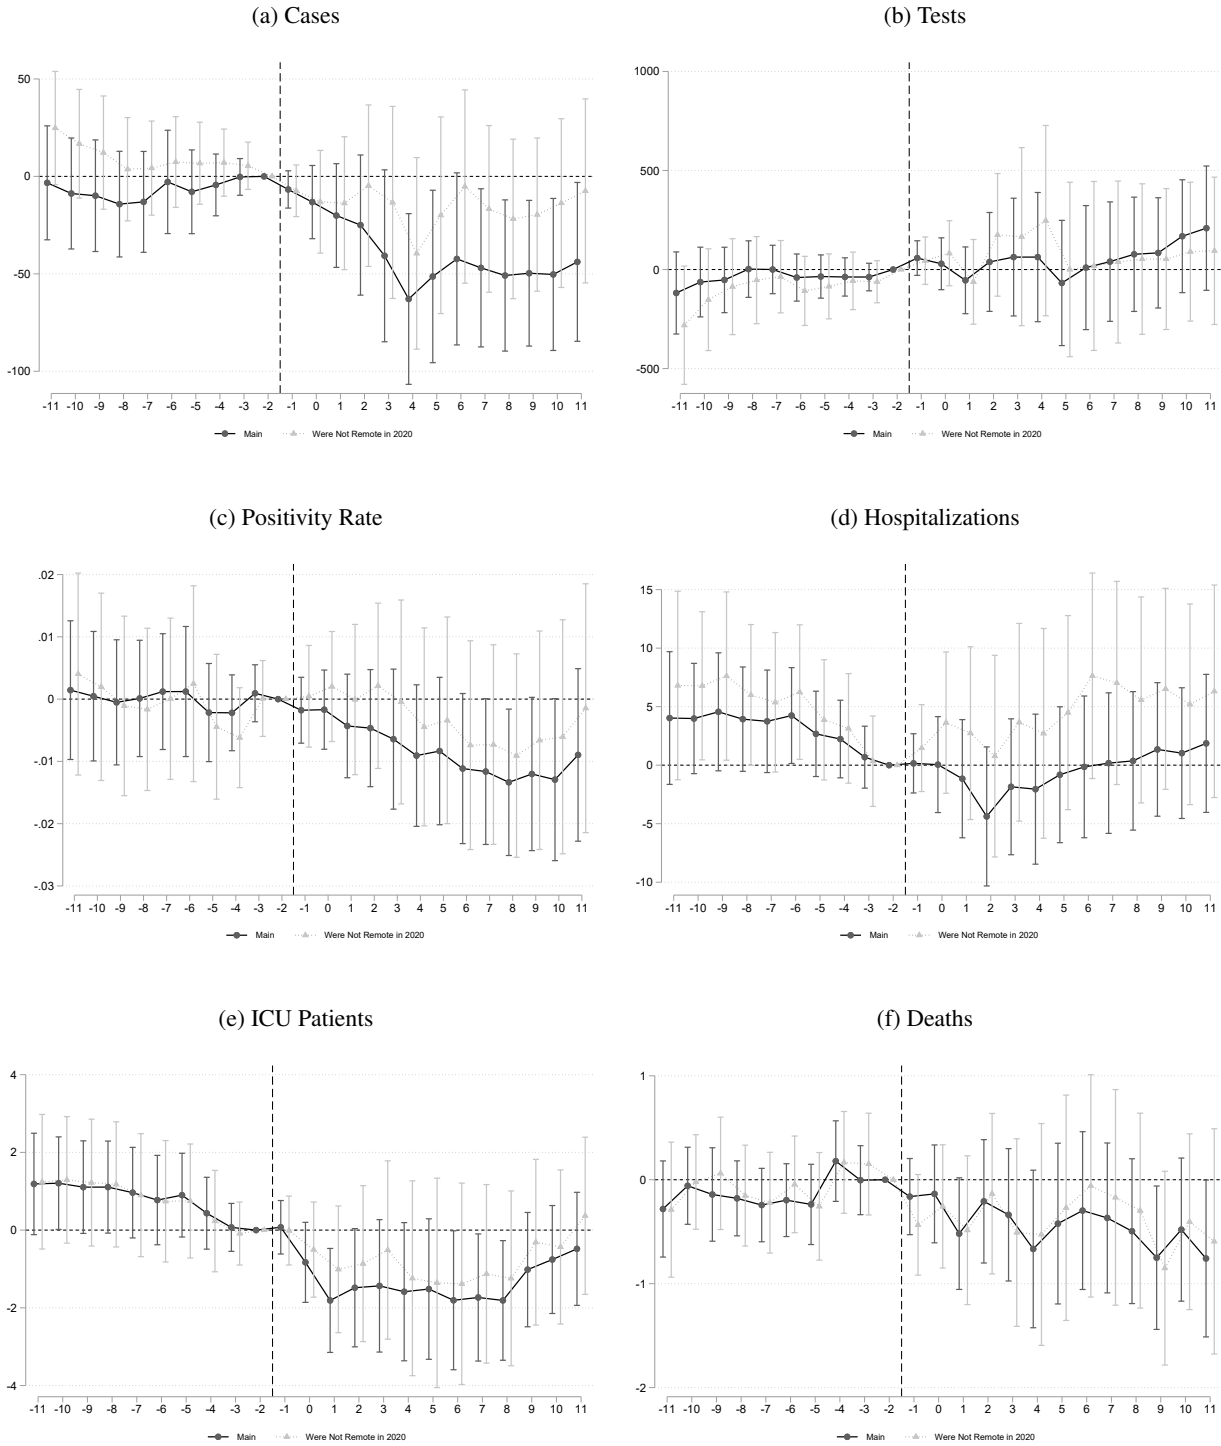 (a) Cases
50
0
-50
-100
-11 -10 -9 -8 -7 -6 -5 -4 -3 -2 -1 0 1 2 3 4 5 6 7 8 9 10 11
Main Were Not Remote in 2020
(b) Tests
1000
500
0
-500
-11 -10 -9 -8 -7 -6 -5 -4 -3 -2 -1 0 1 2 3 4 5 6 7 8 9 10 11
Main Were Not Remote in 2020
(c) Positivity Rate
.02
.01
0
-.01
-.02
-.03
-11 -10 -9 -8 -7 -6 -5 -4 -3 -2 -1 0 1 2 3 4 5 6 7 8 9 10 11
Main Were Not Remote in 2020
(d) Hospitalizations
15
10
5
0
-5
-10
-11 -10 -9 -8 -7 -6 -5 -4 -3 -2 -1 0 1 2 3 4 5 6 7 8 9 10 11
Main Were Not Remote in 2020
(e) ICU Patients
4
2
0
-2
-4
-11 -10 -9 -8 -7 -6 -5 -4 -3 -2 -1 0 1 2 3 4 5 6 7 8 9 10 11
Main Were Not Remote in 2020
(f) Deaths
1
0
-1
-2
-11 -10 -9 -8 -7 -6 -5 -4 -3 -2 -1 0 1 2 3 4 5 6 7 8 9 10 11
Main Were Not Remote in 2020